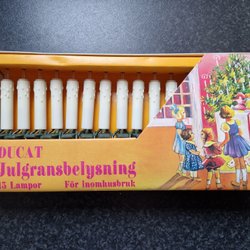 DUCAT
Julgransbelysning
15 Lampor För inomhusbruk